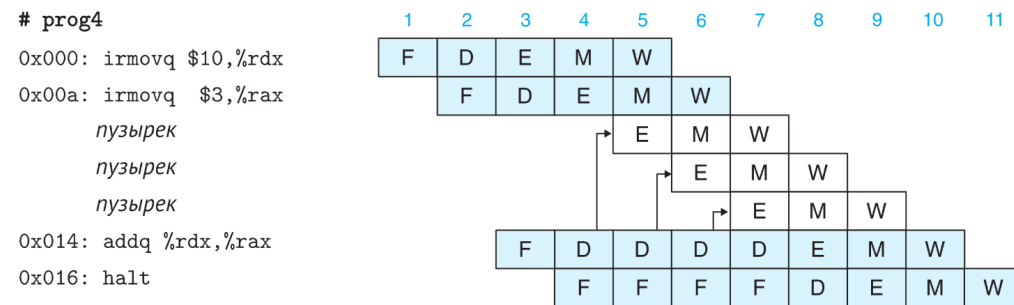 # prog4 1 2 3 4 5 6 7 8 9 10 11
0x000: irmovq $10,%rdx F D E M W
0x00a: irmovq $3,%rax F D E M W
пузырек E M W
пузырек E M W
пузырек E M W
0x014: addq %rdx,%rax F D D D D E M W
0x016: halt F F F F D E M W